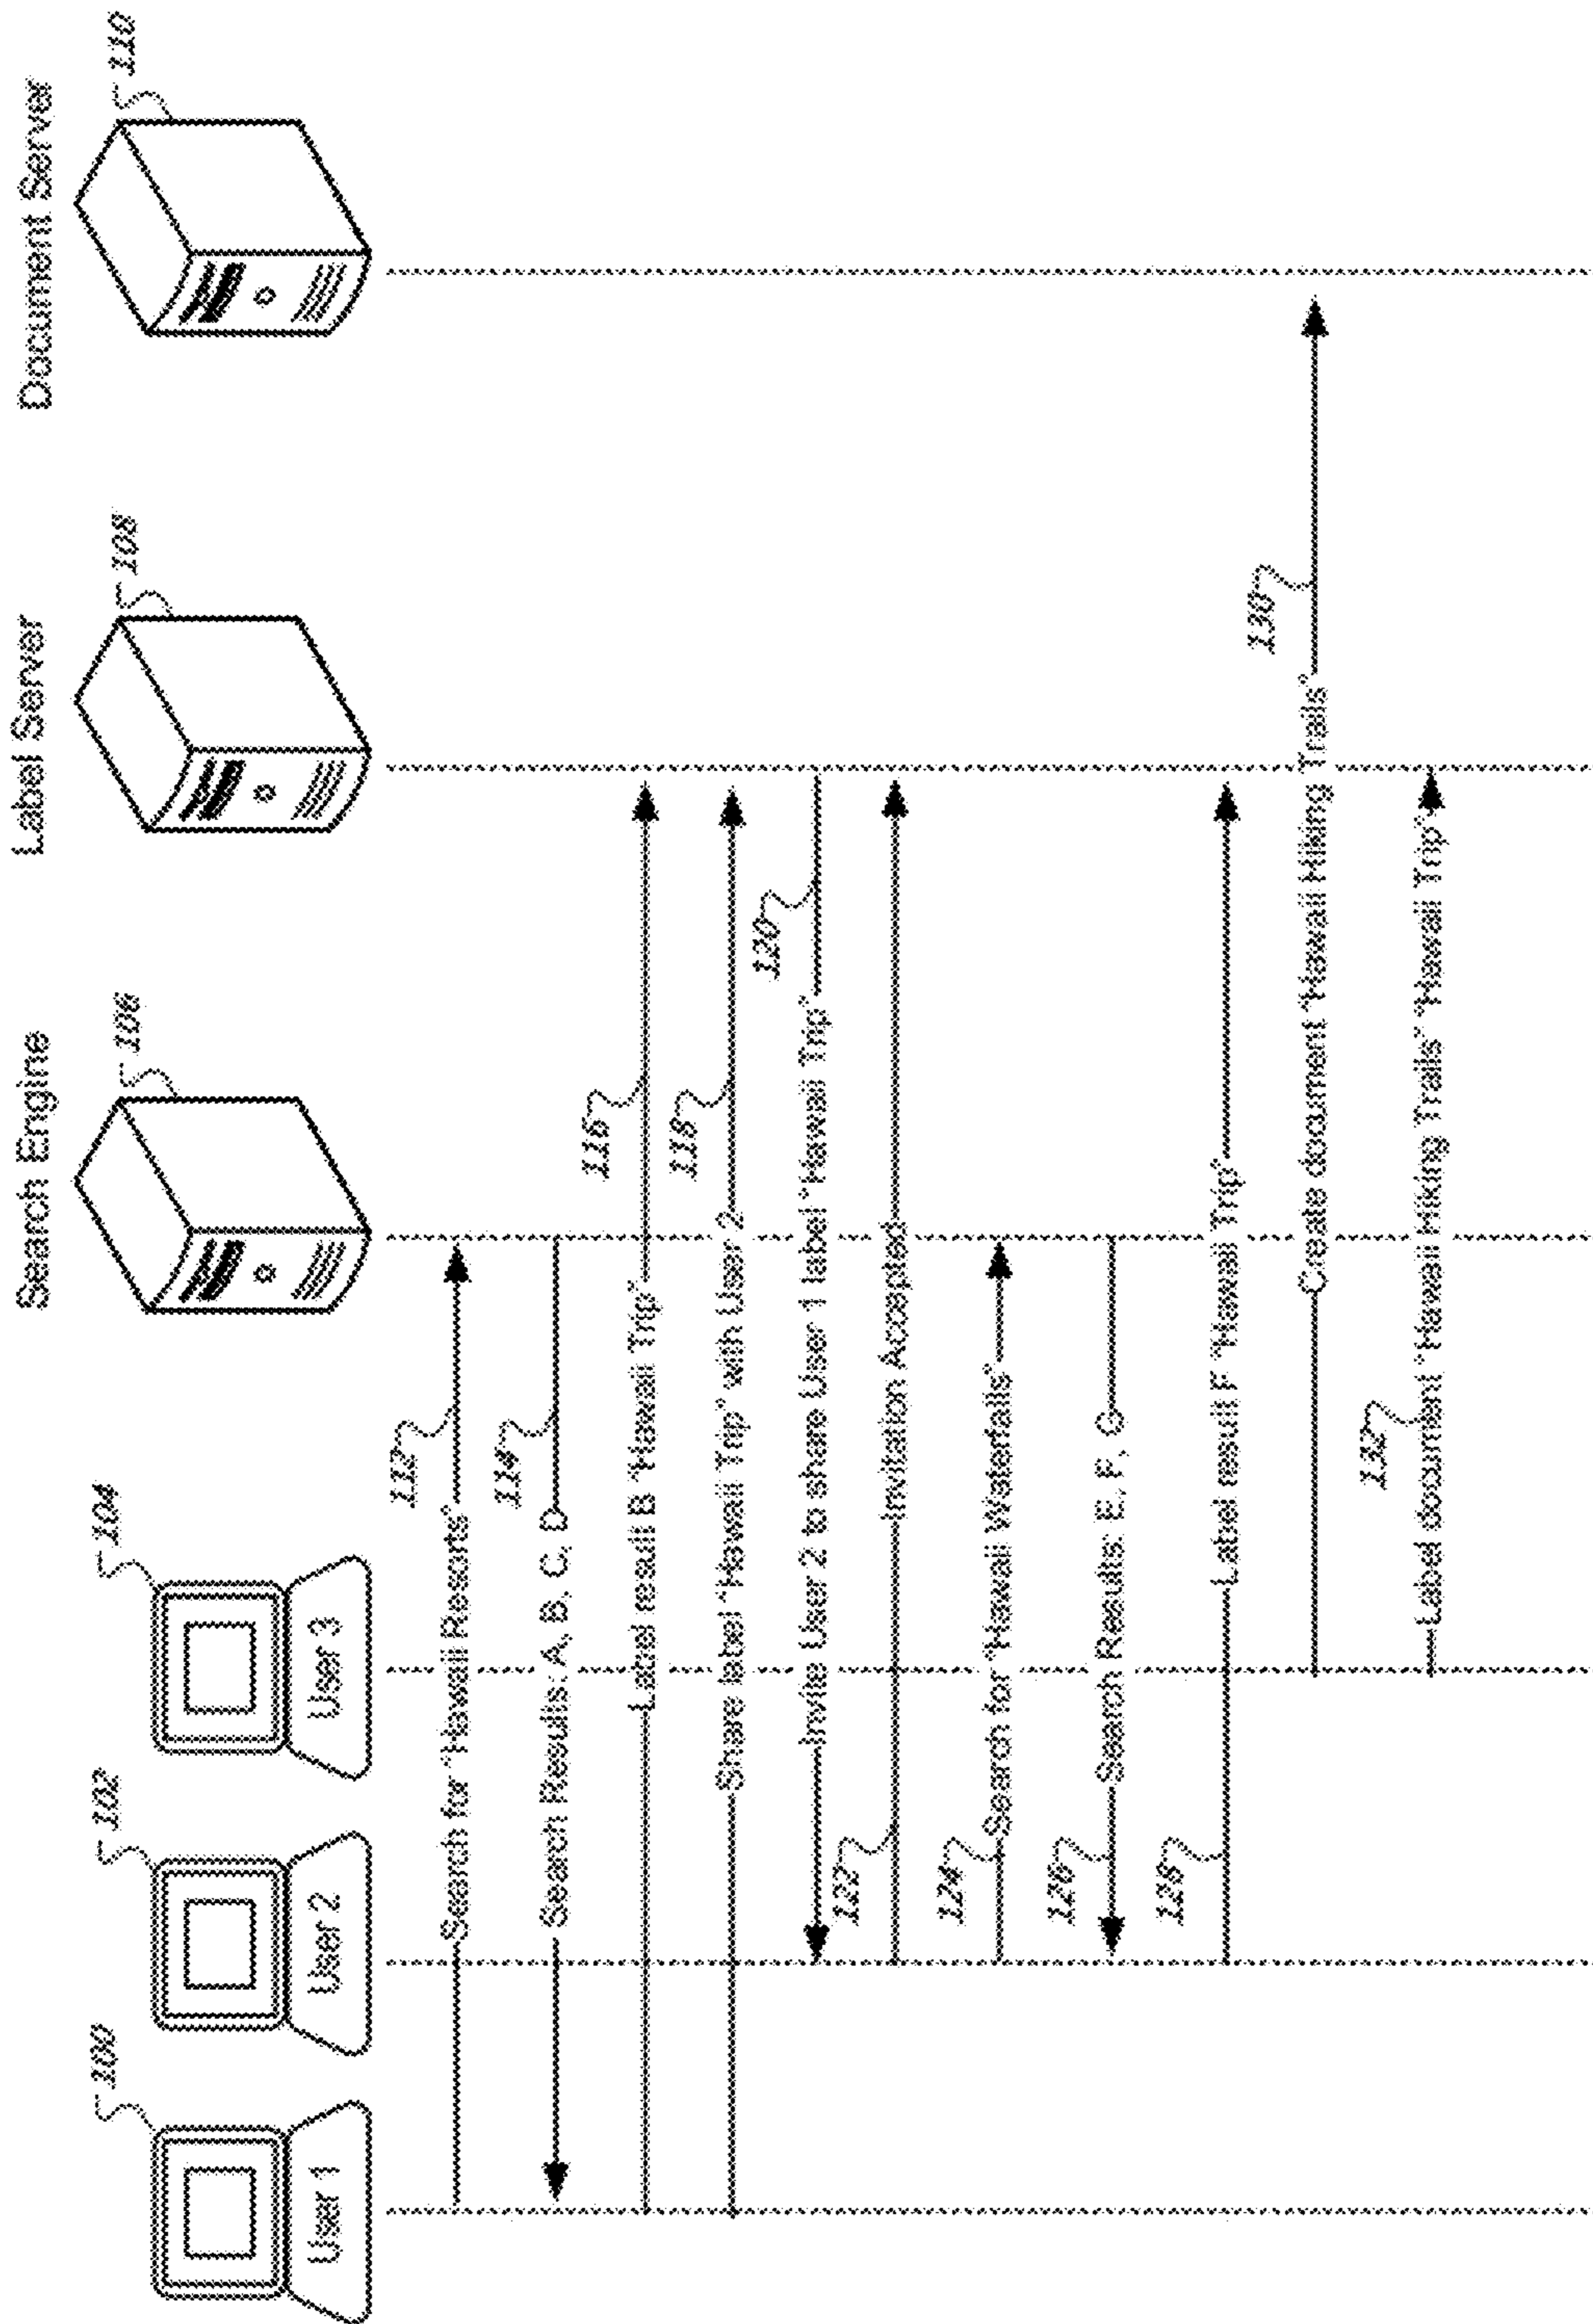 Search Engine
Label Server
Document Server
100
102
104
106
108
110
User 1
User 2
User 3
112
Search for "Hawaii Resorts"
114
Search Results: A, B, C, D
116
Label result B "Hawaii Trip"
118
Share label "Hawaii Trip" with User 2
120
Invite User 2 to share User 1 label "Hawaii Trip"
122
Invitation Accepted
124
Search for "Hawaii Waterfalls"
126
Search Results: E, F, G
128
Label result F "Hawaii Trip"
130
Create document "Hawaii Hiking Trails"
132
Label document "Hawaii Hiking Trails" "Hawaii Trip"